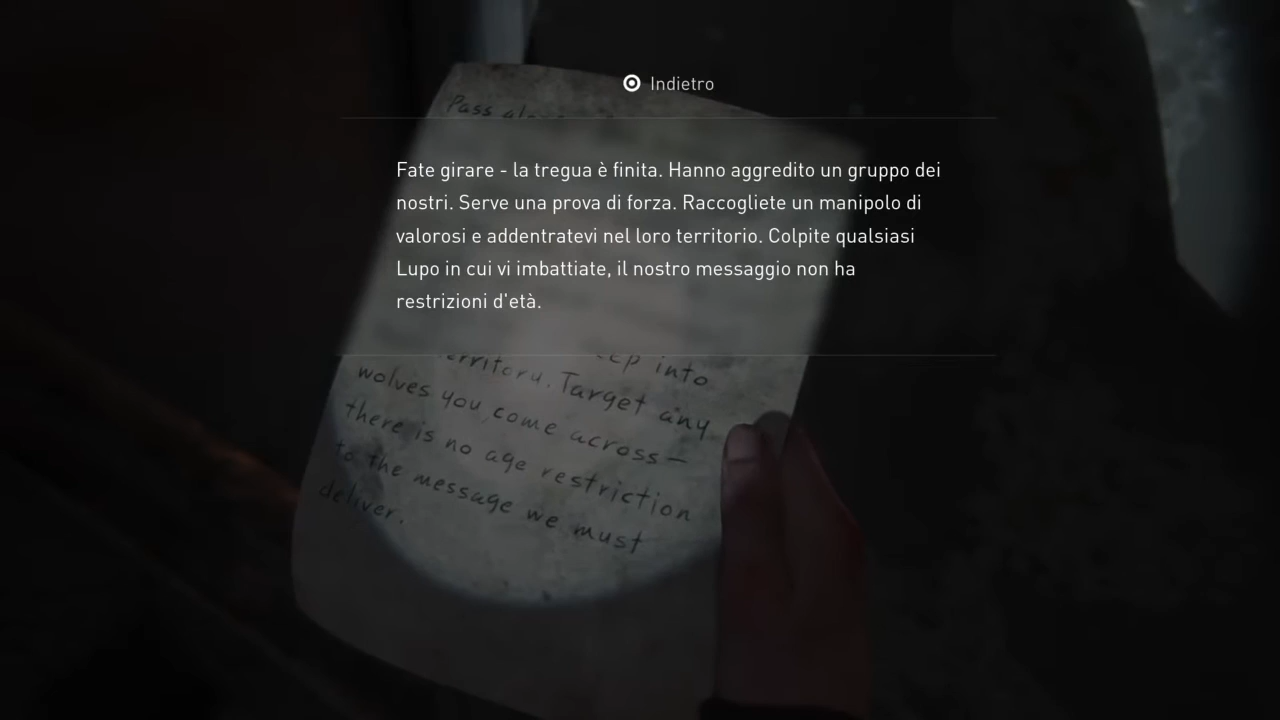 Indietro
Pass
Fate girare - la tregua è finita. Hanno aggredito un gruppo dei
nostri. Serve una prova di forza. Raccogliete un manipolo di
valorosi e addentratevi nel loro territorio. Colpite qualsiasi
Lupo in cui vi imbattiate, il nostro messaggio non ha
restrizioni d'età.
into
Target any
wolves you come across—
there is no age restriction
to the message we must
deliver.